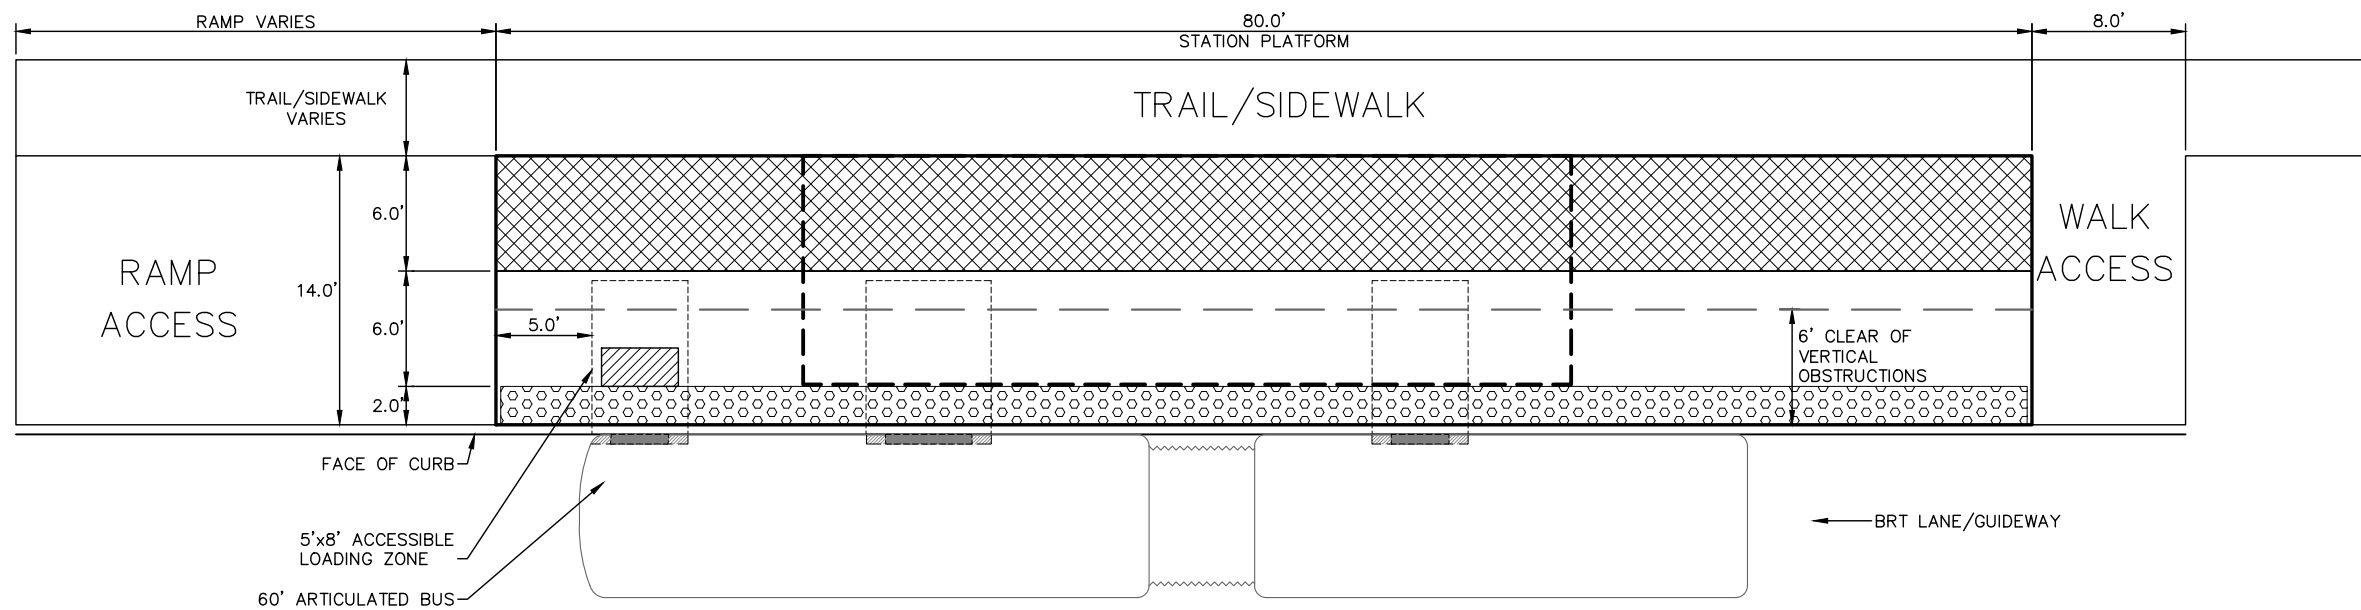 RAMP VARIES
80.0'
STATION PLATFORM
8.0'
TRAIL/SIDEWALK
VARIES
TRAIL/SIDEWALK
6.0'
WALK
ACCESS
RAMP
ACCESS
14.0'
6.0'
5.0'
6' CLEAR OF
VERTICAL
OBSTRUCTIONS
2.0'
FACE OF CURB
5'x8' ACCESSIBLE
LOADING ZONE
BRT LANE/GUIDEWAY
60' ARTICULATED BUS